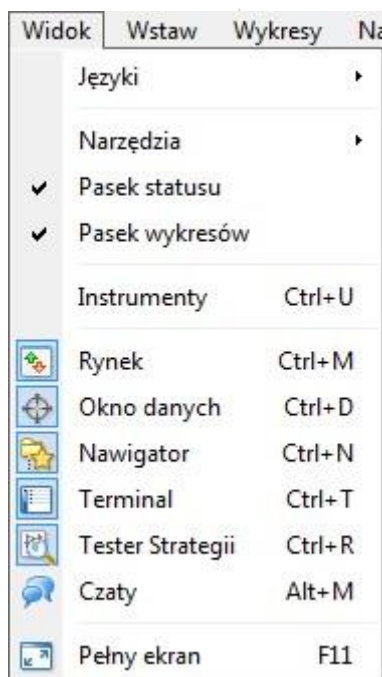 Widok Wstaw Wykresy Na
Języki
Narzędzia
Pasek statusu
Pasek wykresów
Instrumenty Ctrl+U
Rynek Ctrl+M
Okno danych Ctrl+D
Nawigator Ctrl+N
Terminal Ctrl+T
Tester Strategii Ctrl+R
Czaty Alt+M
Pełny ekran F11